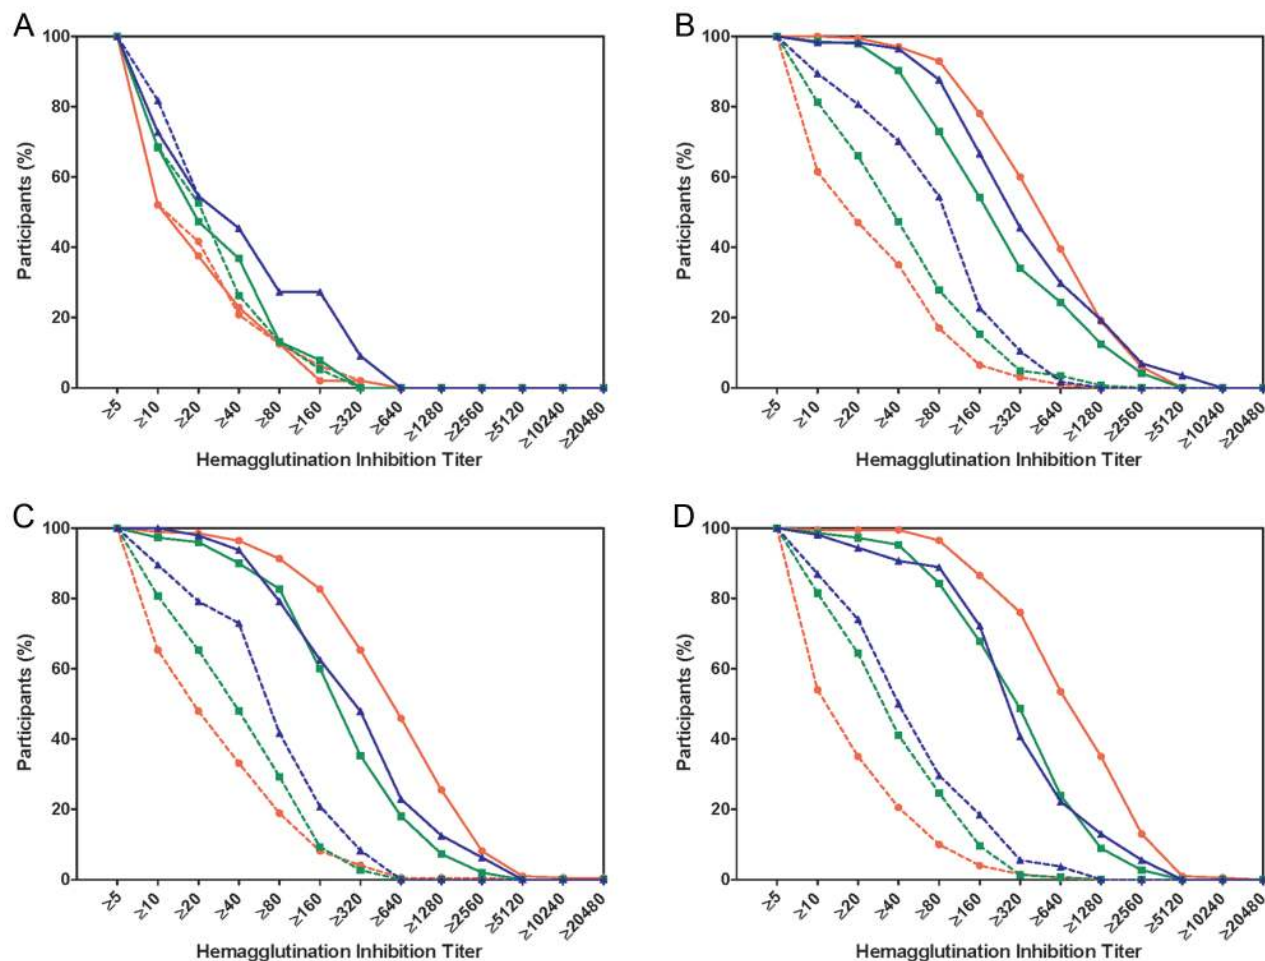 A
Participants (%)
100
80
60
40
20
0
≥5 ≥10 ≥20 ≥40 ≥80 ≥160 ≥320 ≥640 ≥1280 ≥2560 ≥5120 ≥10240 ≥20480
Hemagglutination Inhibition Titer
B
Participants (%)
100
80
60
40
20
0
≥5 ≥10 ≥20 ≥40 ≥80 ≥160 ≥320 ≥640 ≥1280 ≥2560 ≥5120 ≥10240 ≥20480
Hemagglutination Inhibition Titer
C
Participants (%)
100
80
60
40
20
0
≥5 ≥10 ≥20 ≥40 ≥80 ≥160 ≥320 ≥640 ≥1280 ≥2560 ≥5120 ≥10240 ≥20480
Hemagglutination Inhibition Titer
D
Participants (%)
100
80
60
40
20
0
≥5 ≥10 ≥20 ≥40 ≥80 ≥160 ≥320 ≥640 ≥1280 ≥2560 ≥5120 ≥10240 ≥20480
Hemagglutination Inhibition Titer